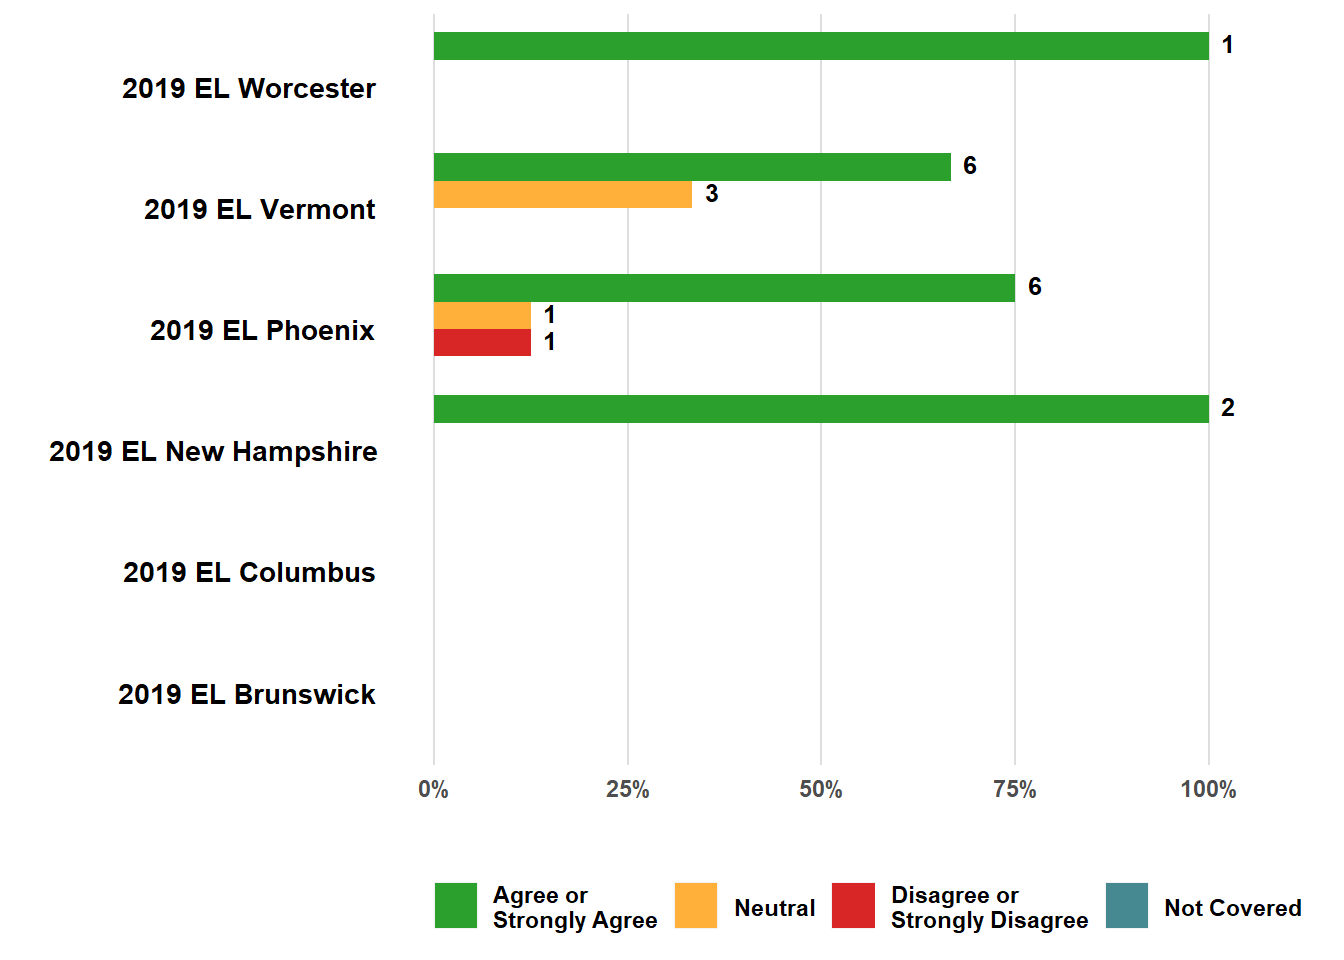 1
2019 EL Worcester
6
3
2019 EL Vermont
6
1
2019 EL Phoenix
1
2
2019 EL New Hampshire
2019 EL Columbus
2019 EL Brunswick
0% 25% 50% 75% 100%
Agree or
Strongly Agree
Neutral
Disagree or
Strongly Disagree
Not Covered